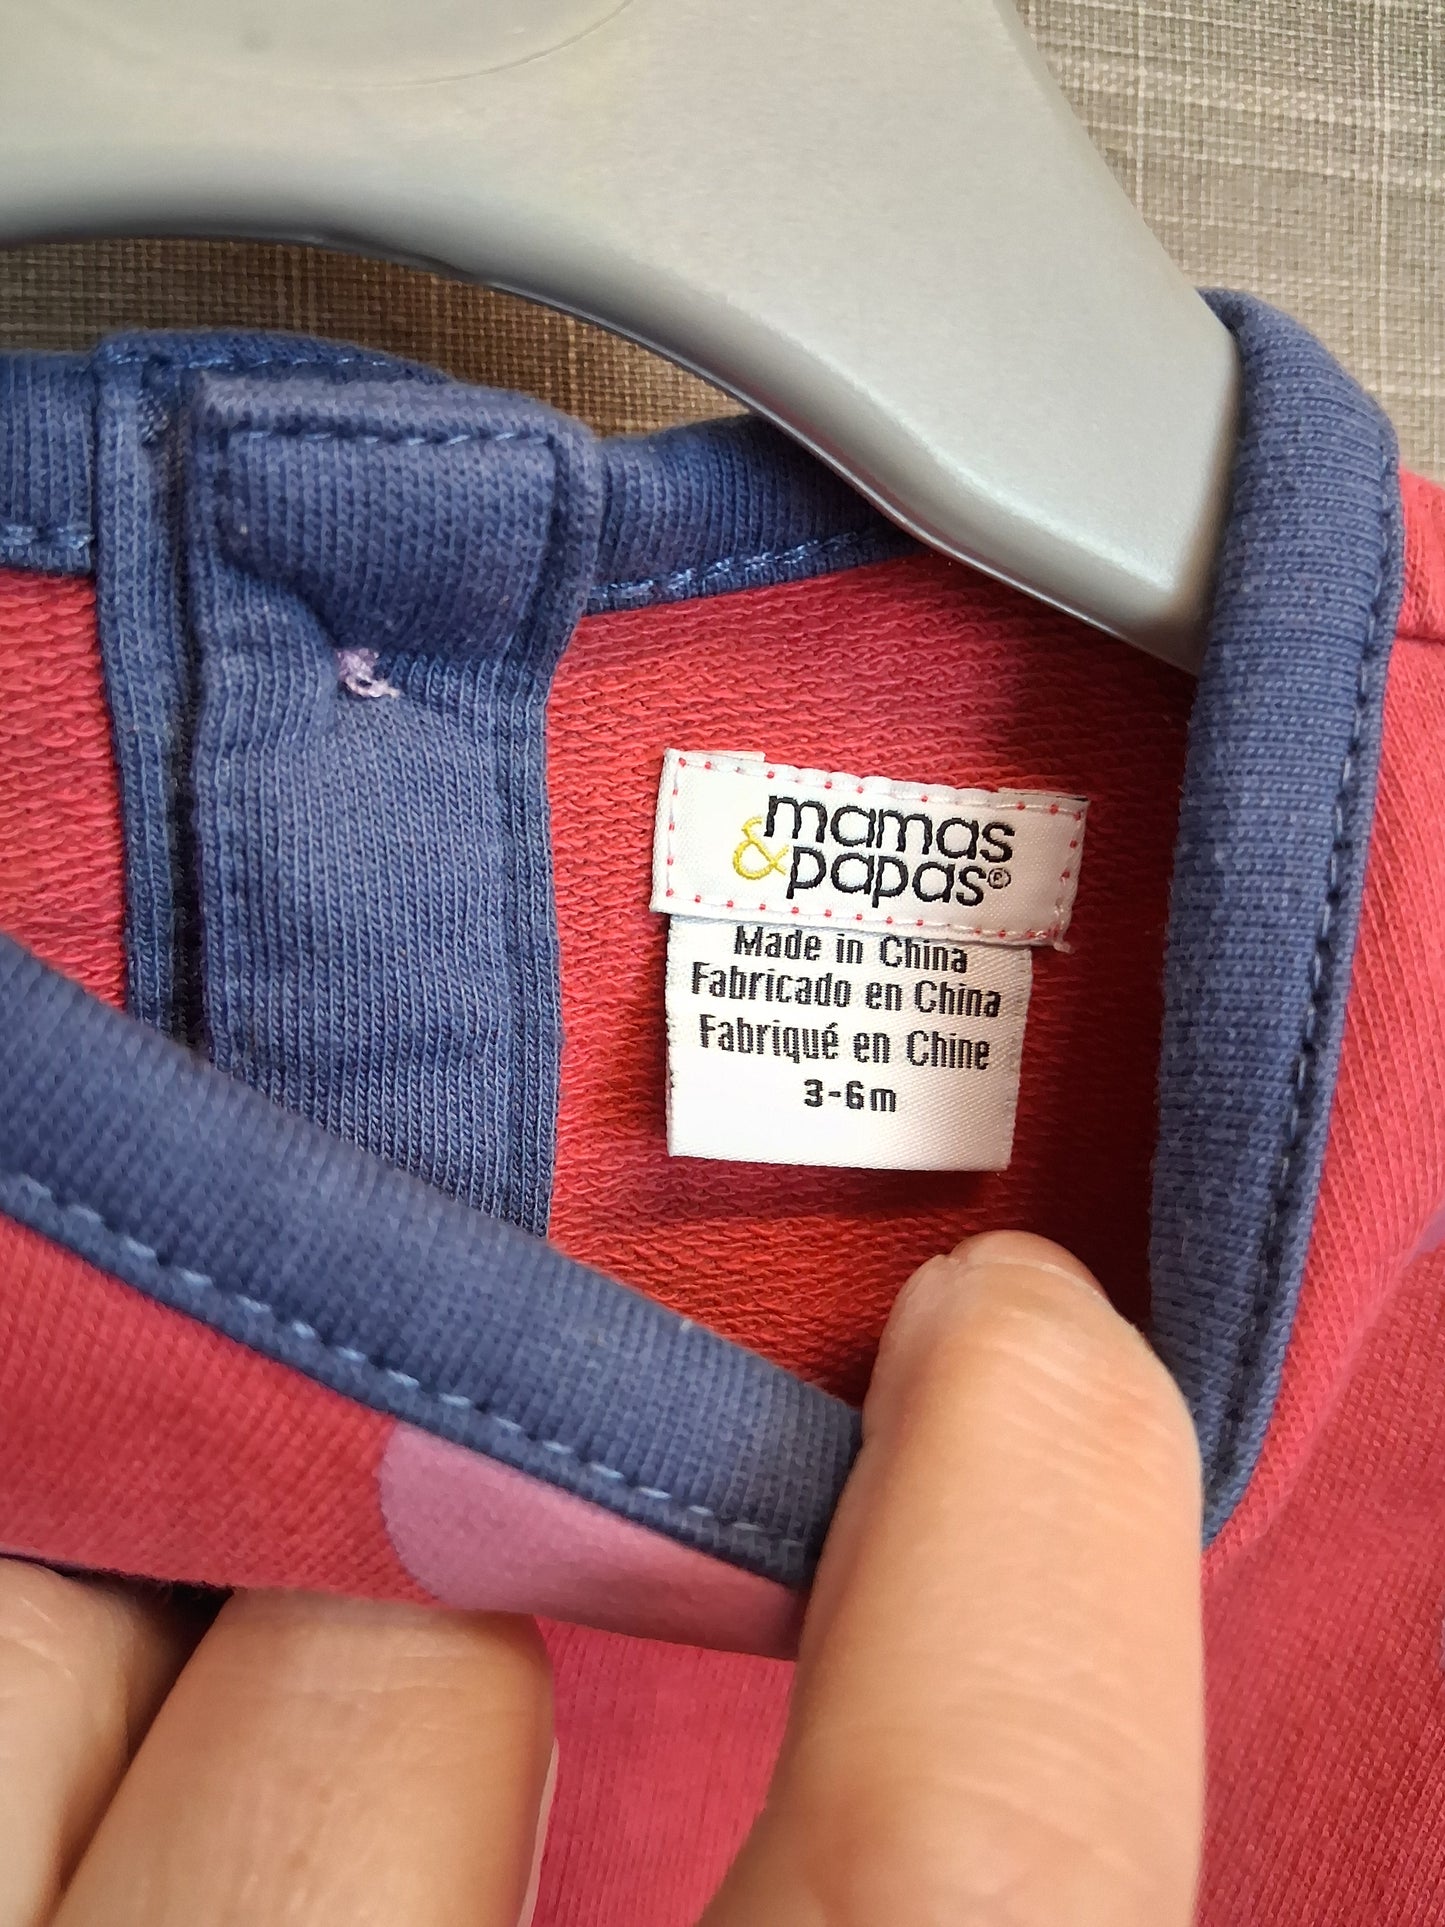 mamas
&papas®
Made in China
Fabricado en China
Fabriqué en Chine
3-6m